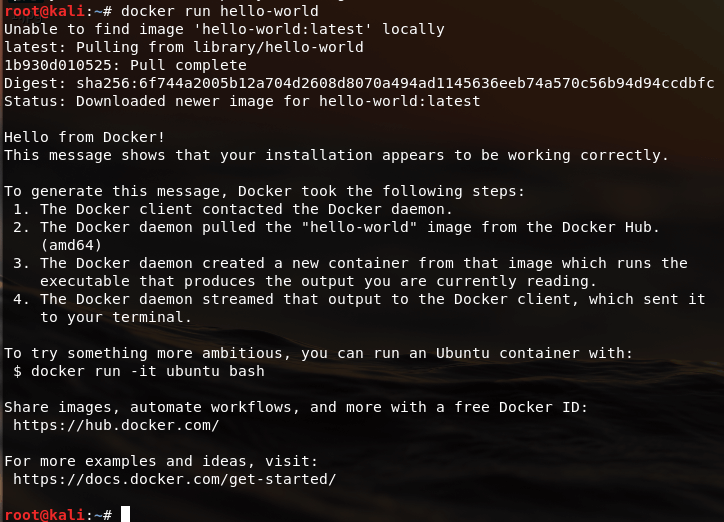 root@kali:~# docker run hello-world
Unable to find image 'hello-world:latest' locally
latest: Pulling from library/hello-world
1b930d010525: Pull complete
Digest: sha256:6f744a2005b12a704d2608d8070a494ad1145636eeb74a570c56b94d94ccdbfc
Status: Downloaded newer image for hello-world:latest

Hello from Docker!
This message shows that your installation appears to be working correctly.

To generate this message, Docker took the following steps:
 1. The Docker client contacted the Docker daemon.
 2. The Docker daemon pulled the "hello-world" image from the Docker Hub.
    (amd64)
 3. The Docker daemon created a new container from that image which runs the
    executable that produces the output you are currently reading.
 4. The Docker daemon streamed that output to the Docker client, which sent it
    to your terminal.

To try something more ambitious, you can run an Ubuntu container with:
 $ docker run -it ubuntu bash

Share images, automate workflows, and more with a free Docker ID:
 https://hub.docker.com/

For more examples and ideas, visit:
 https://docs.docker.com/get-started/

root@kali:~#